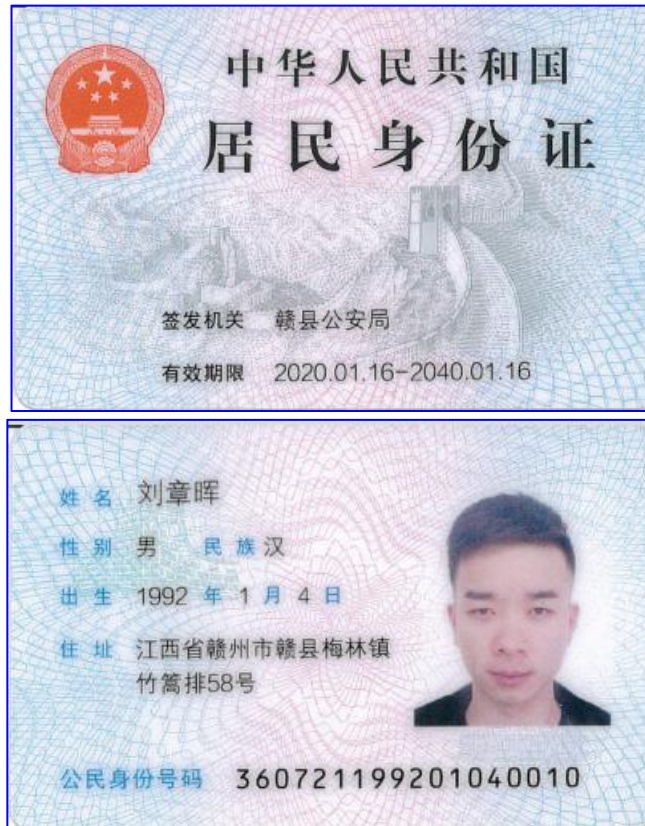 中华人民共和国
居民身份证
签发机关 赣县公安局
有效期限 2020.01.16-2040.01.16
姓名 刘章晖
性别 男 民族 汉
出生 1992 年 1 月 4 日
住址 江西省赣州市赣县梅林镇
竹篙排58号
公民身份号码 360721199201040010